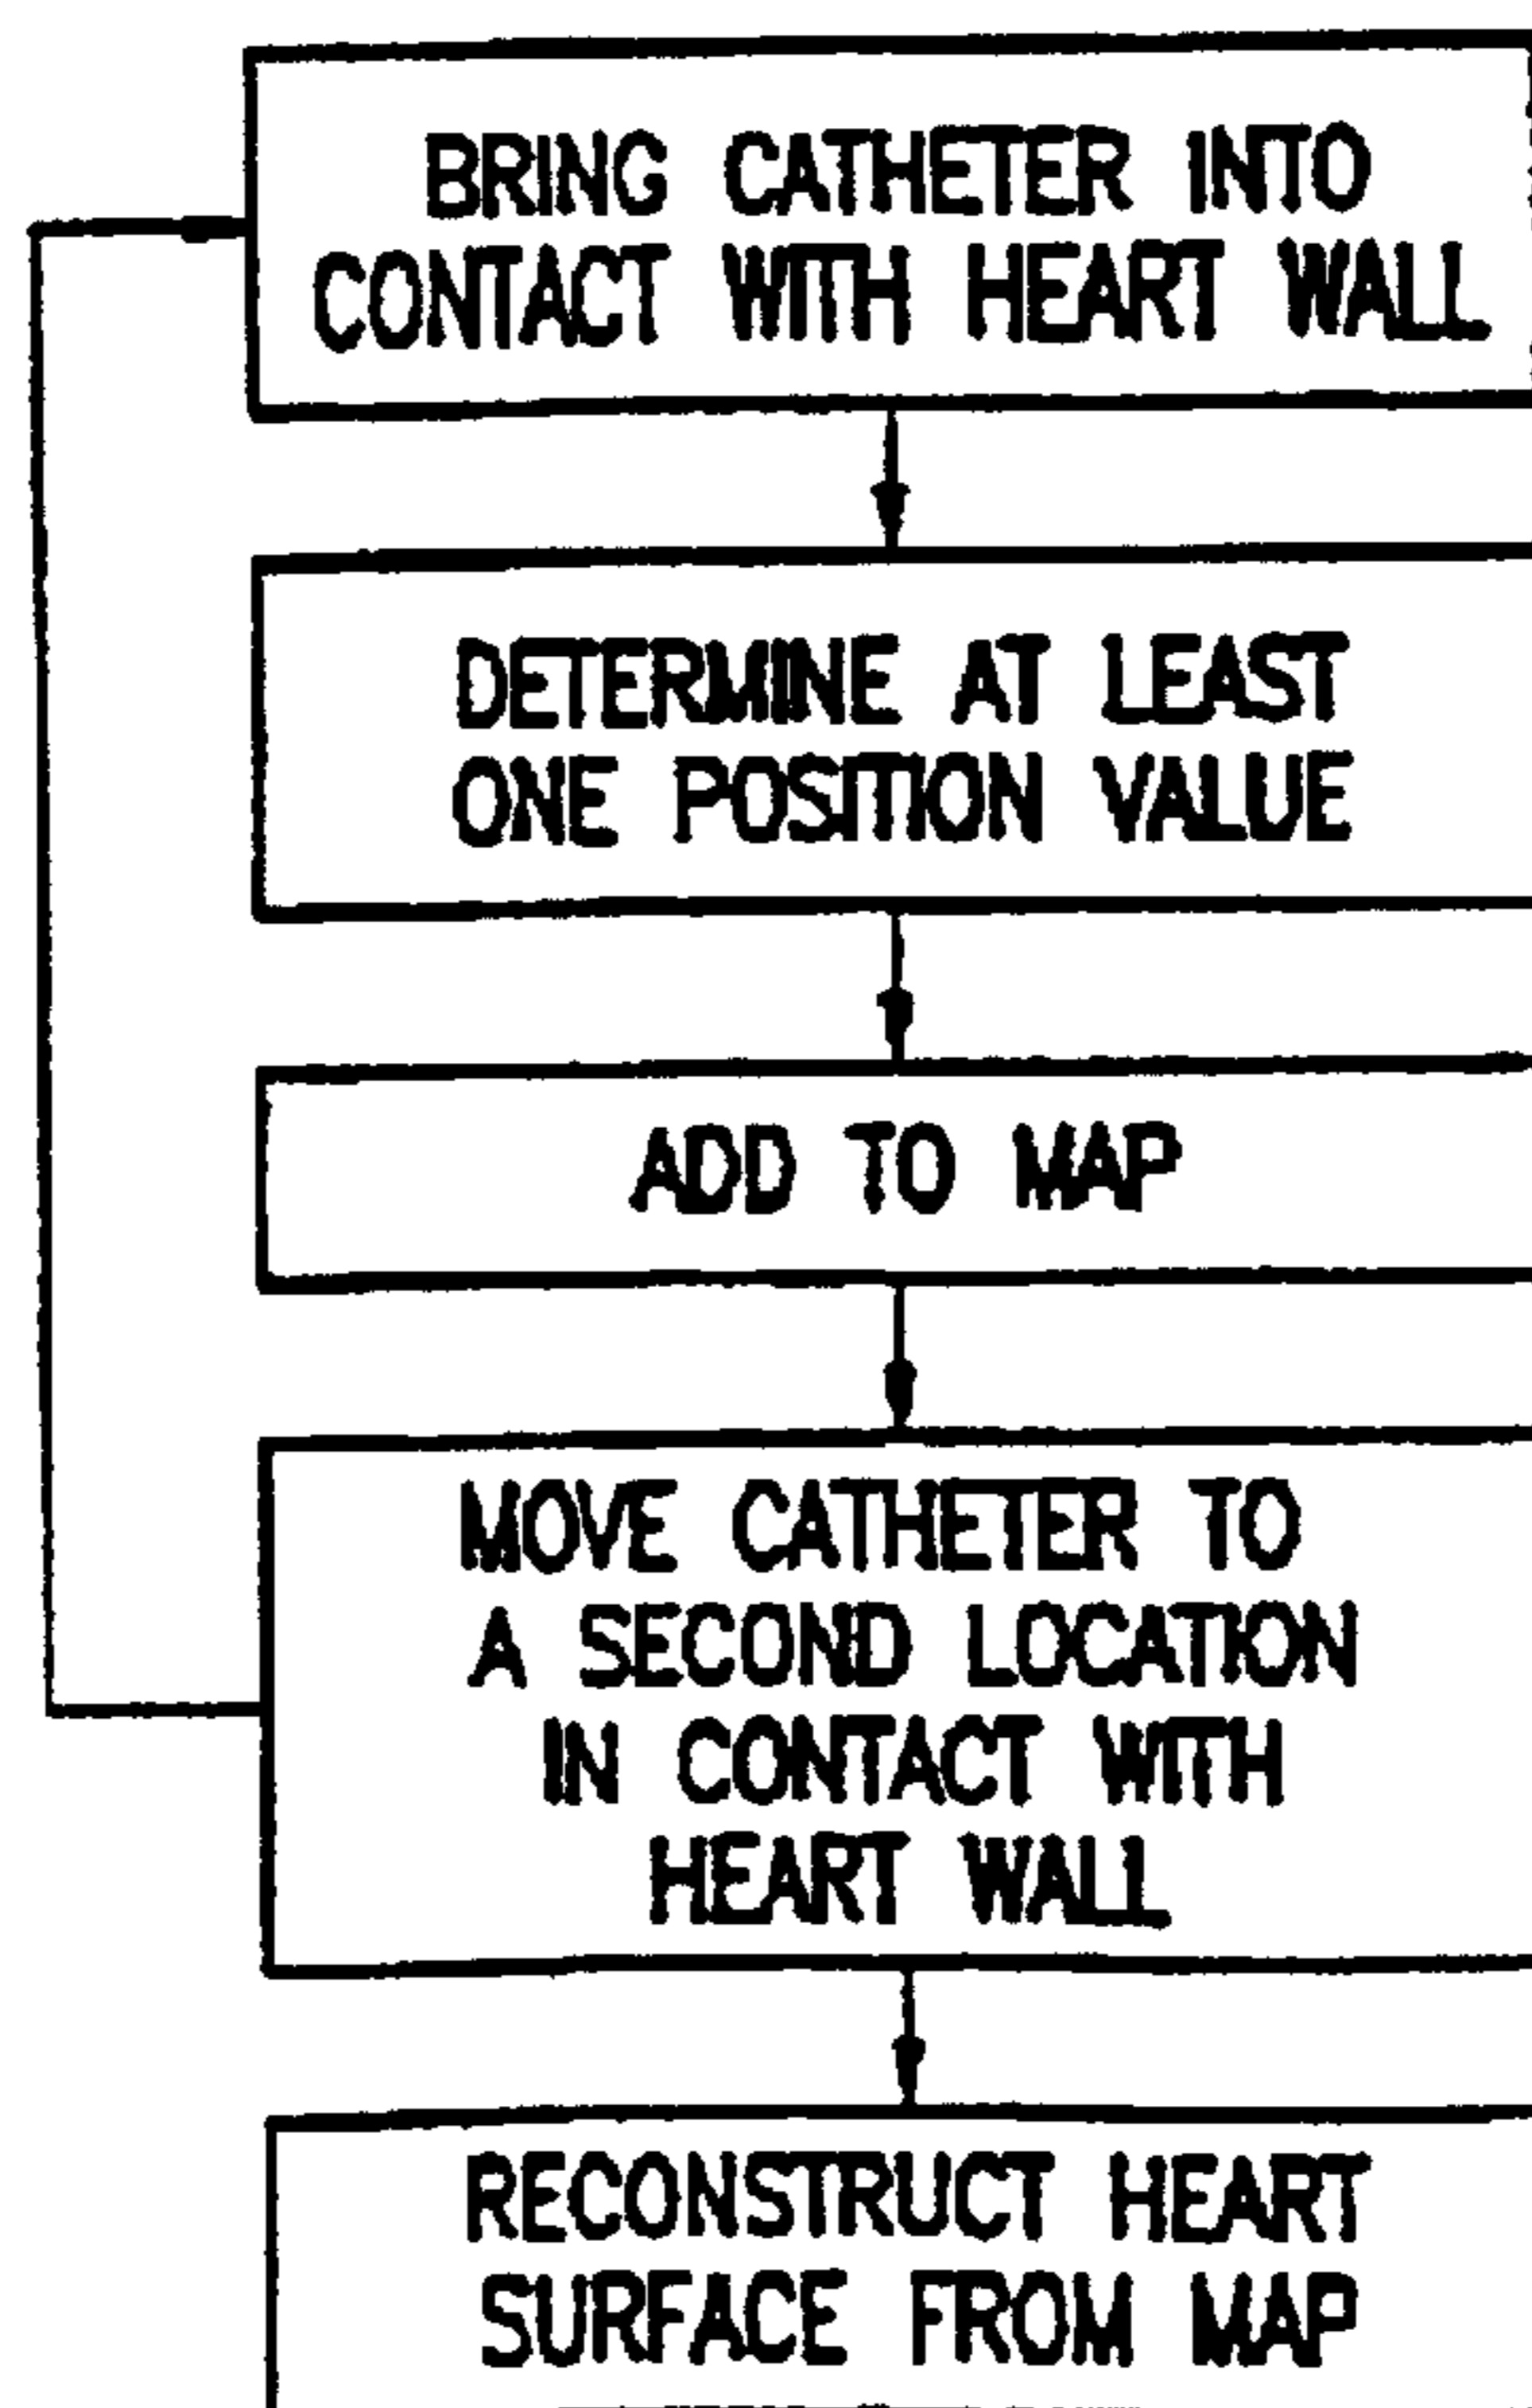 BRING CATHETER INTO
CONTACT WITH HEART WALL
DETERMINE AT LEAST
ONE POSITION VALUE
ADD TO MAP
MOVE CATHETER TO
A SECOND LOCATION
IN CONTACT WITH
HEART WALL
RECONSTRUCT HEART
SURFACE FROM MAP